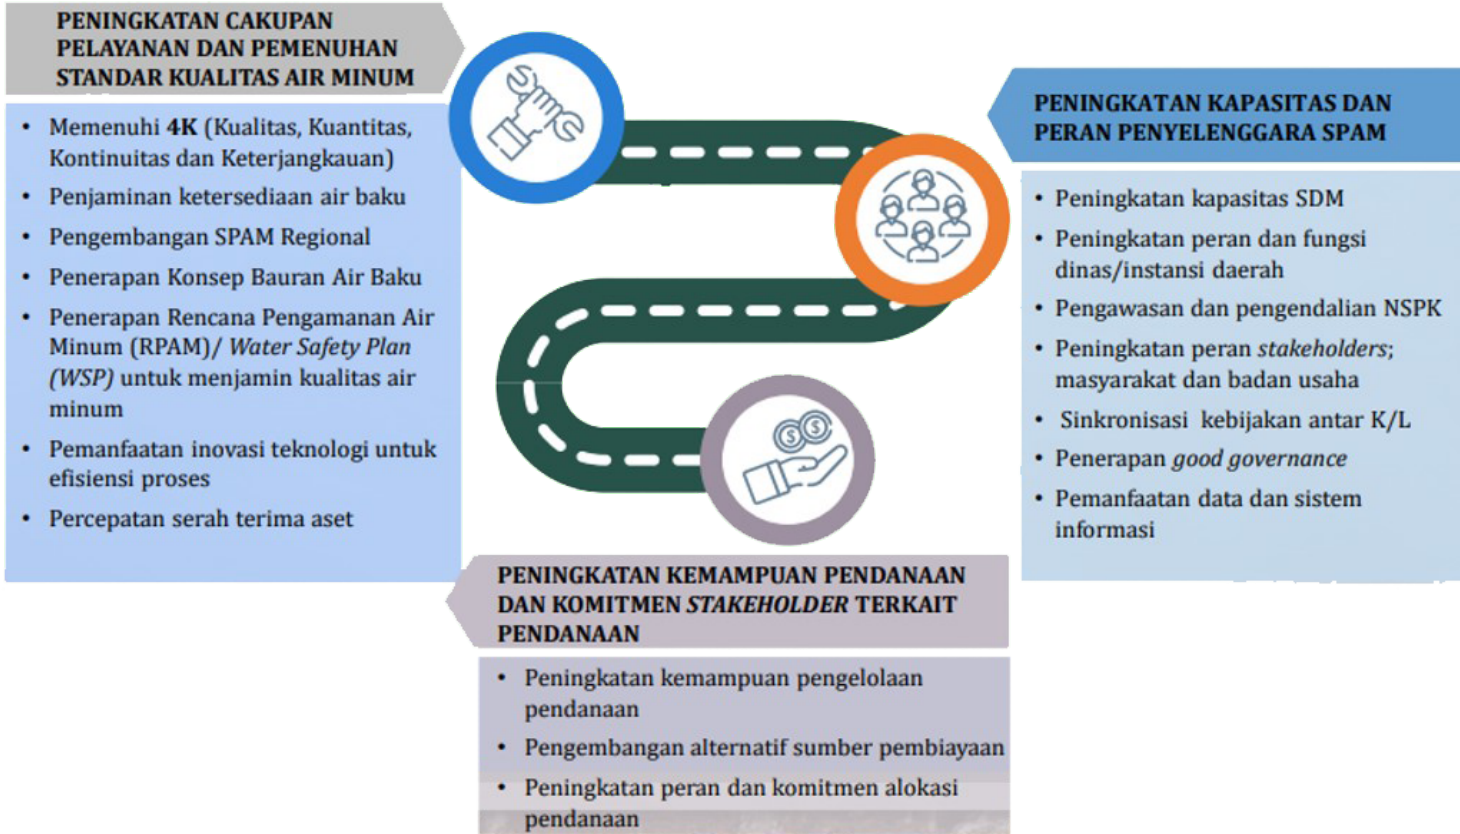 PENINGKATAN CAKUPAN
PELAYANAN DAN PEMENUHAN
STANDAR KUALITAS AIR MINUM
• Memenuhi 4K (Kualitas, Kuantitas,
Kontinuitas dan Keterjangkauan)
• Penjaminan ketersediaan air baku
• Pengembangan SPAM Regional
• Penerapan Konsep Bauran Air Baku
• Penerapan Rencana Pengamanan Air
Minum (RPAM)/ Water Safety Plan
(WSP) untuk menjamin kualitas air
minum
• Pemanfaatan inovasi teknologi untuk
efisiensi proses
• Percepatan serah terima aset
PENINGKATAN KAPASITAS DAN
PERAN PENYELENGGARA SPAM
• Peningkatan kapasitas SDM
• Peningkatan peran dan fungsi
dinas/instansi daerah
• Pengawasan dan pengendalian NSPK
• Peningkatan peran stakeholders;
masyarakat dan badan usaha
• Sinkronisasi kebijakan antar K/L
• Penerapan good governance
• Pemanfaatan data dan sistem
informasi
PENINGKATAN KEMAMPUAN PENDANAAN
DAN KOMITMEN STAKEHOLDER TERKAIT
PENDANAAN
• Peningkatan kemampuan pengelolaan
pendanaan
• Pengembangan alternatif sumber pembiayaan
• Peningkatan peran dan komitmen alokasi
pendanaan